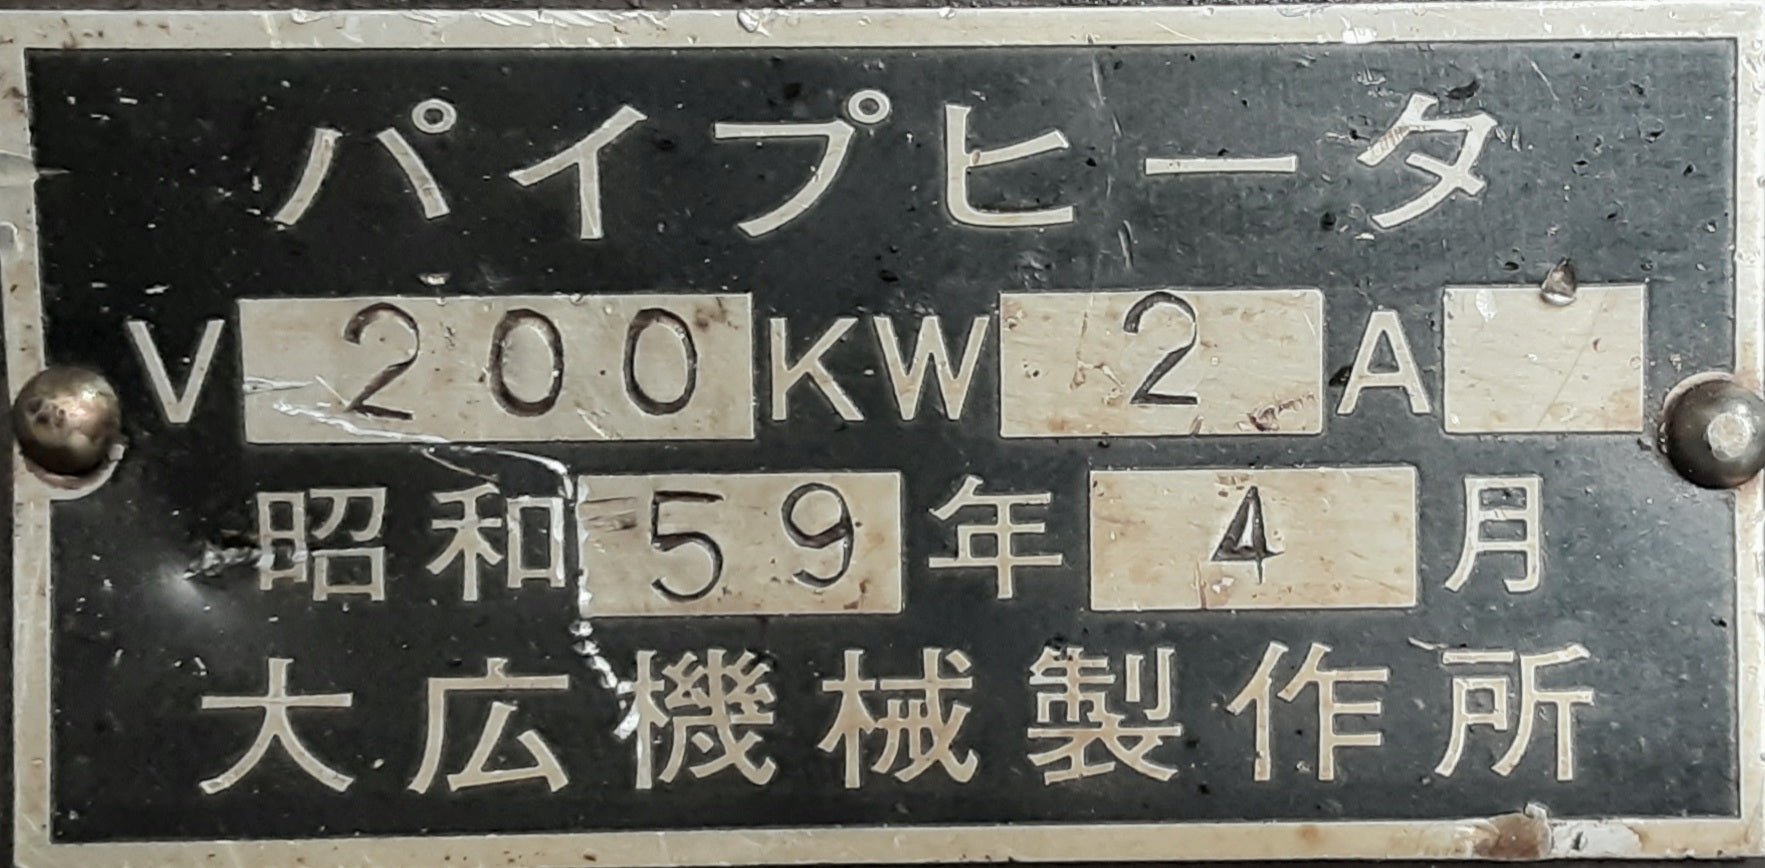 パイプヒータ
V 200 KW 2 A
昭和 59 年 4 月
大広機械製作所